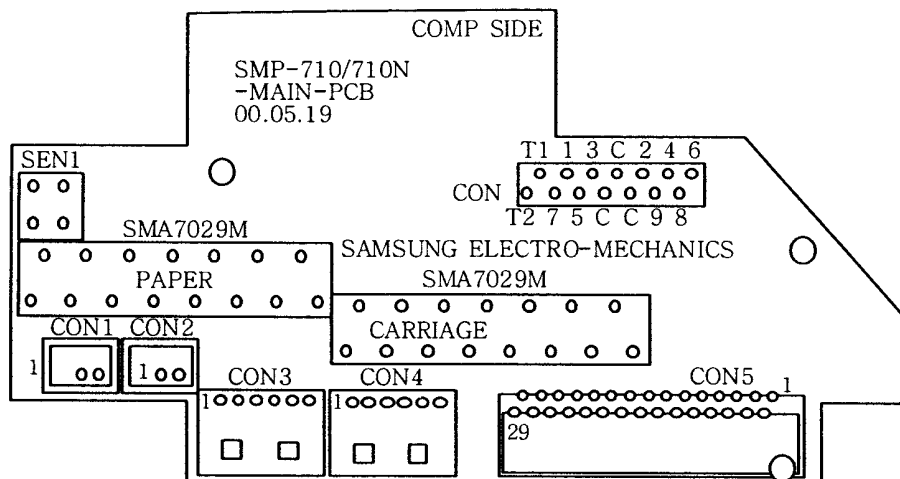 COMP SIDE
SMP-710/710N
-MAIN-PCB
00.05.19
SEN1
T1 1 3 C 2 4 6
CON
T2 7 5 C C 9 8
SMA7029M
SAMSUNG ELECTRO-MECHANICS
PAPER
SMA7029M
CARRIAGE
CON1
CON2
1
1
CON3
CON4
CON5
1
1
1
29